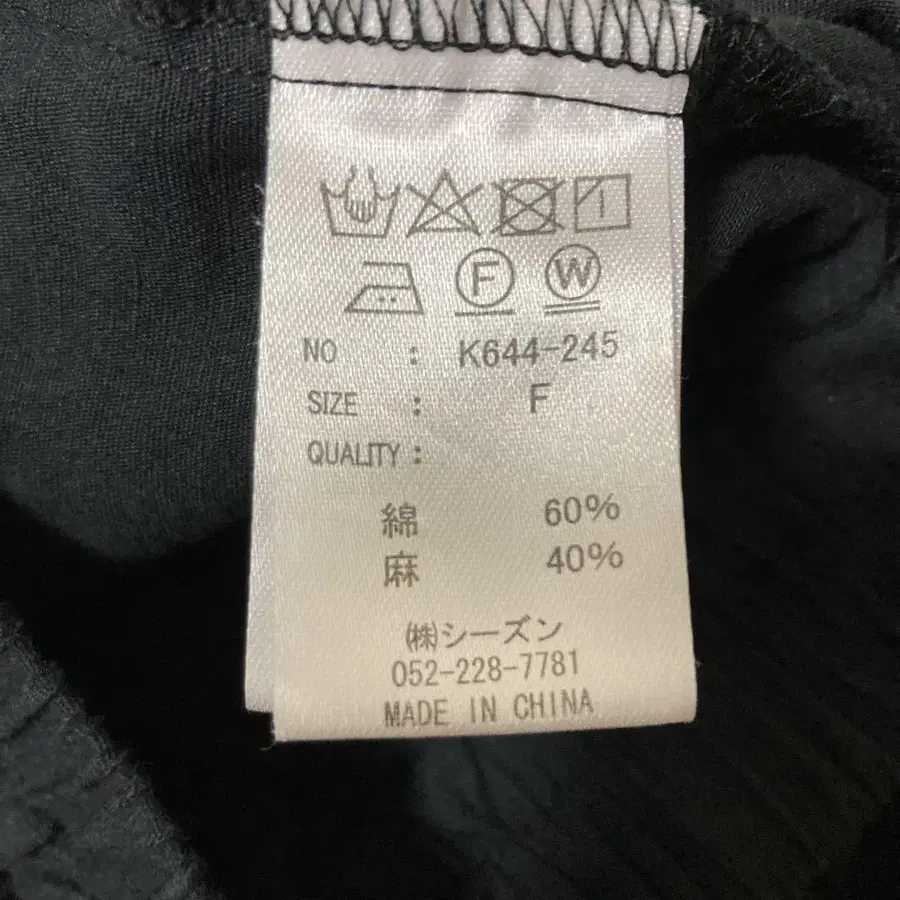 F W
NO : K644-245
SIZE : F
QUALITY :
綿 60%
麻 40%
㈱シーズン
052-228-7781
MADE IN CHINA